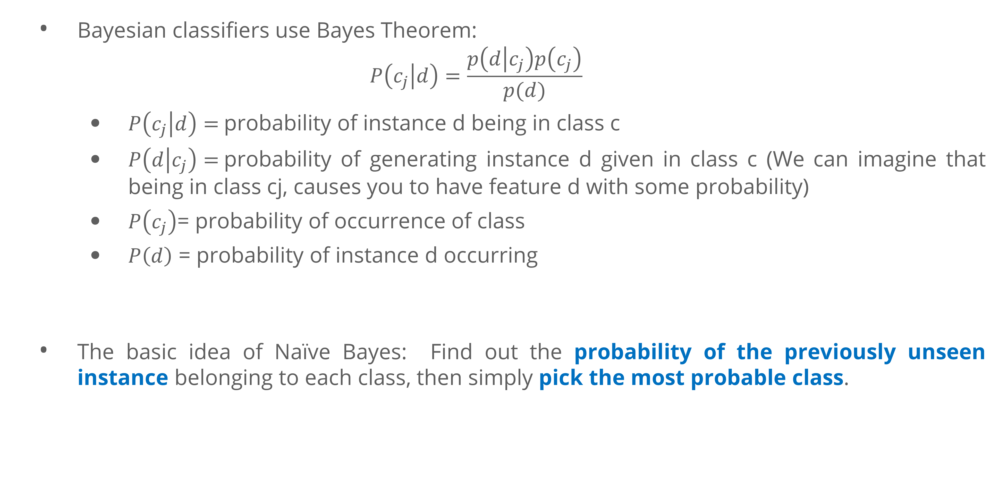 • Bayesian classifiers use Bayes Theorem:
P(c_j|d) = p(d|c_j)p(c_j) / p(d)
• P(c_j|d) = probability of instance d being in class c
• P(d|c_j) = probability of generating instance d given in class c (We can imagine that
being in class cj, causes you to have feature d with some probability)
• P(c_j)= probability of occurrence of class
• P(d) = probability of instance d occurring
• The basic idea of Naïve Bayes: Find out the probability of the previously unseen
instance belonging to each class, then simply pick the most probable class.